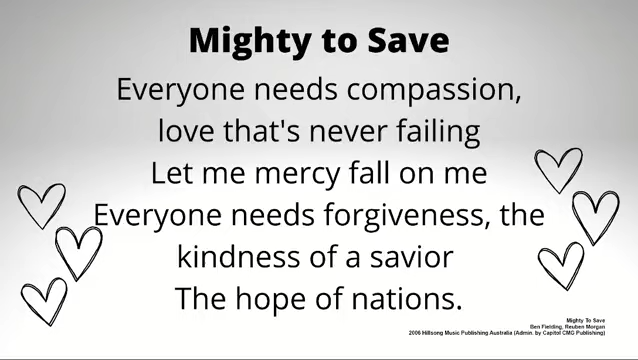 Mighty to Save
Everyone needs compassion,
love that's never failing
Let me mercy fall on me
Everyone needs forgiveness, the
kindness of a savior
The hope of nations.
Mighty To Save
Ben Fielding, Reuben Morgan
2006 Hillsong Music Publishing Australia (Admin. by Capitol CMG Publishing)